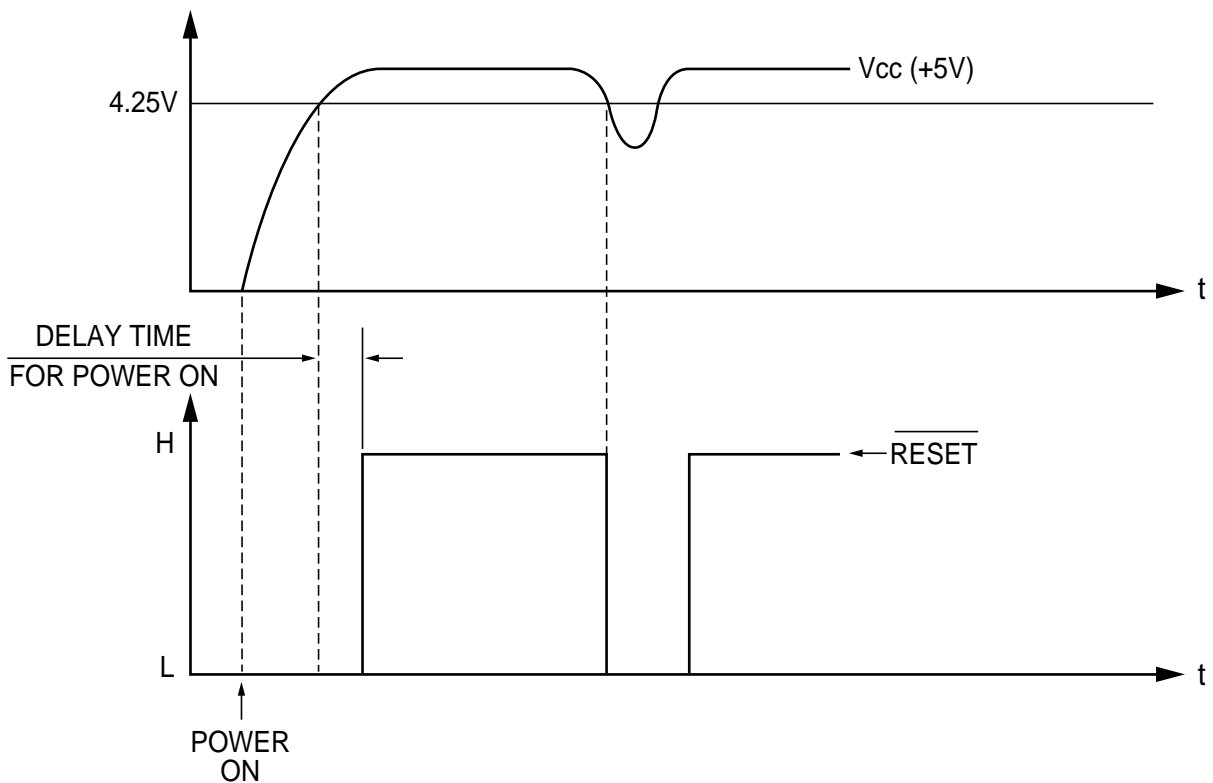 Vcc (+5V)
4.25V
t
DELAY TIME
FOR POWER ON
H
RESET
L
t
POWER
ON